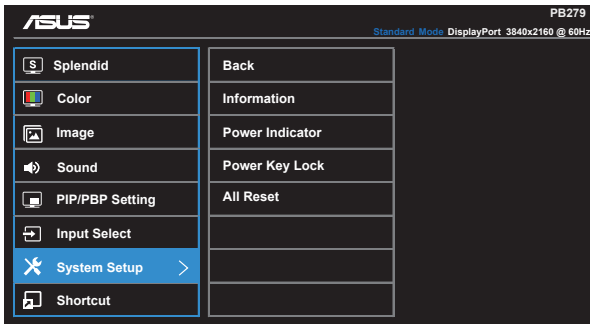 ASUS
PB279
Standard Mode DisplayPort 3840x2160 @ 60Hz
S Splendid
Color
Image
Sound
PIP/PBP Setting
Input Select
System Setup
Shortcut
Back
Information
Power Indicator
Power Key Lock
All Reset